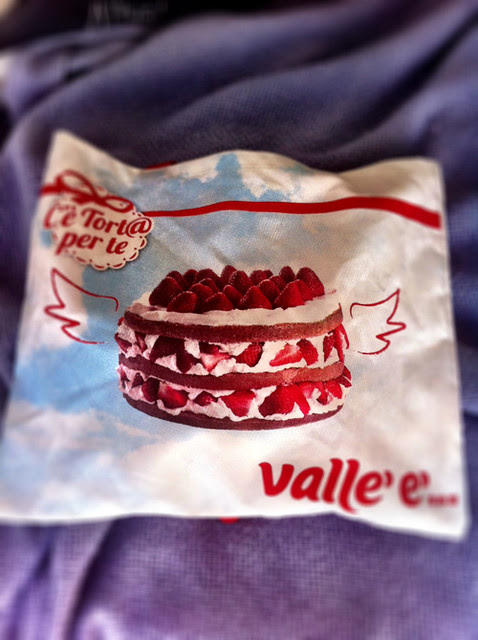 C'è Tort@
per te
valle' e'...